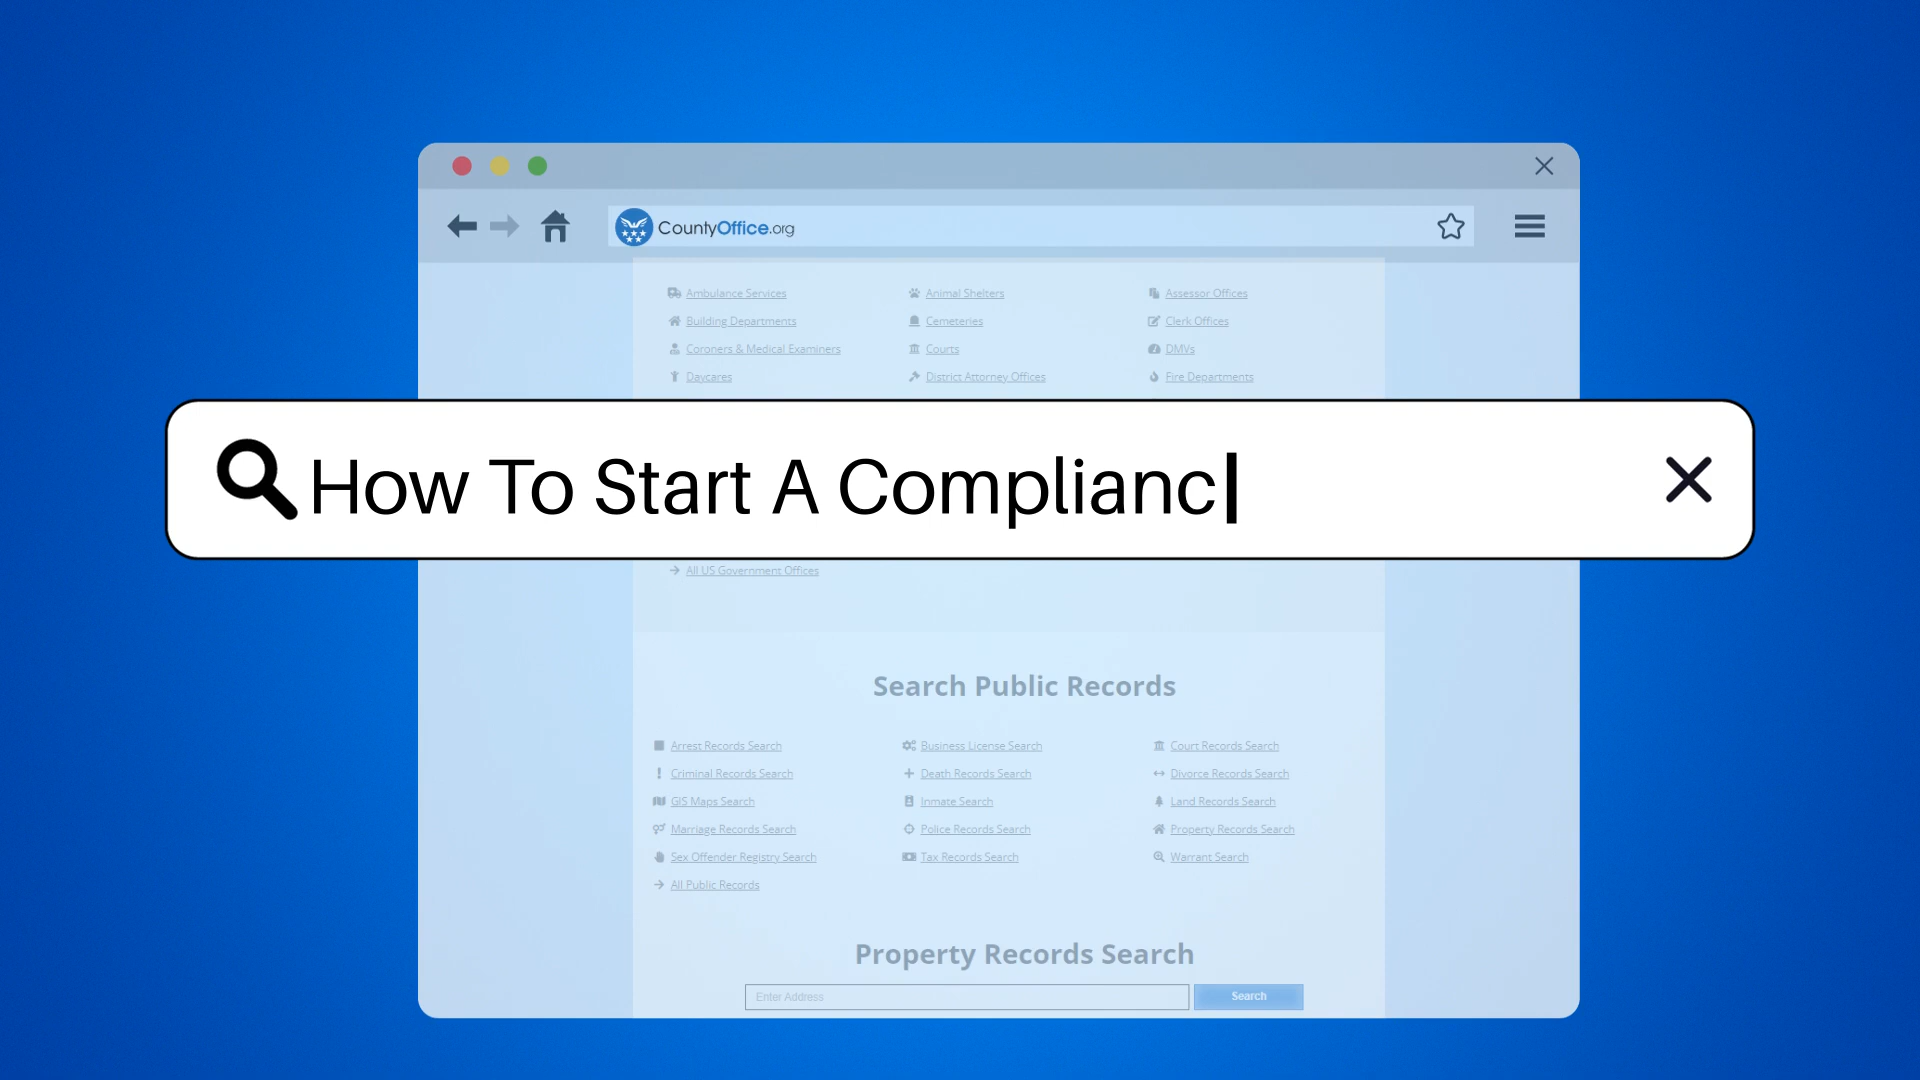 CountyOffice.org
Ambulance Services Animal Shelters Assessor Offices
Building Departments Cemeteries Clerk Offices
Coroners & Medical Examiners Courts DMVs
Daycares District Attorney Offices Fire Departments
How To Start A Complianc
All US Government Offices
Search Public Records
Arrest Records Search Business License Search Court Records Search
Criminal Records Search Death Records Search Divorce Records Search
GIS Maps Search Inmate Search Land Records Search
Marriage Records Search Police Records Search Property Records Search
Sex Offender Registry Search Tax Records Search Warrant Search
All Public Records
Property Records Search
Enter Address Search